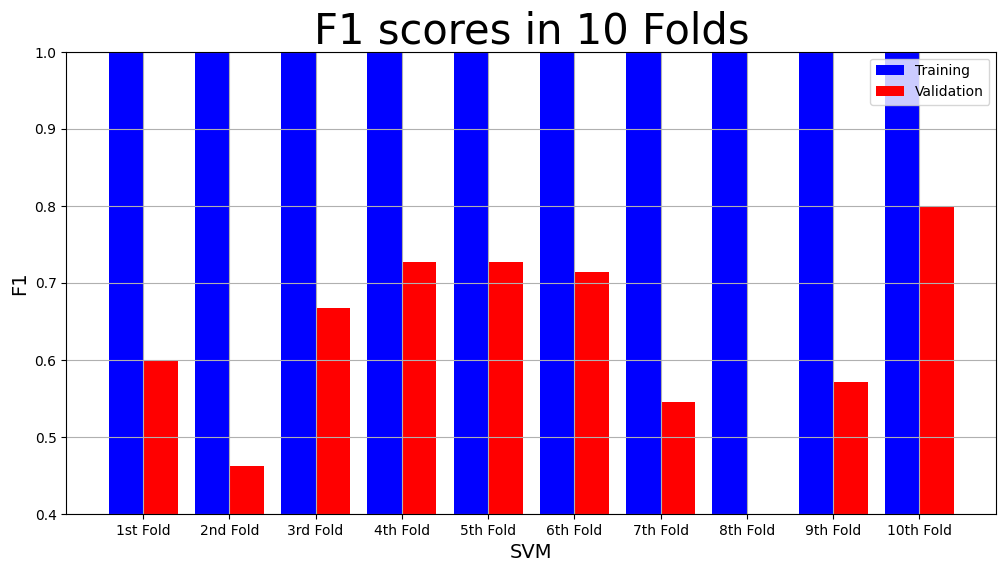 F1 scores in 10 Folds
1.0
0.9
0.8
0.7
0.6
0.5
0.4
F1
Training
Validation
1st Fold 2nd Fold 3rd Fold 4th Fold 5th Fold 6th Fold 7th Fold 8th Fold 9th Fold 10th Fold
SVM